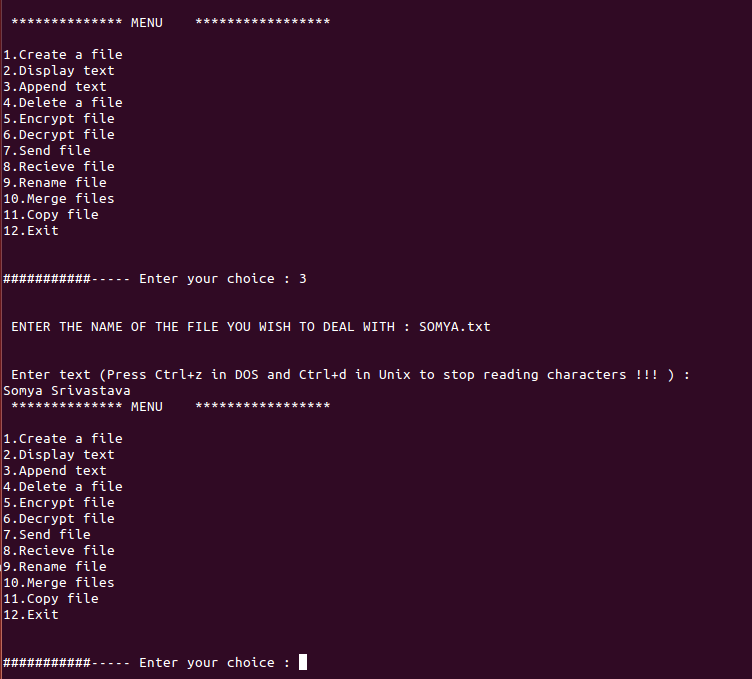 ************** MENU    *****************
1.Create a file
2.Display text
3.Append text
4.Delete a file
5.Encrypt file
6.Decrypt file
7.Send file
8.Recieve file
9.Rename file
10.Merge files
11.Copy file
12.Exit
###########----- Enter your choice : 3
ENTER THE NAME OF THE FILE YOU WISH TO DEAL WITH : SOMYA.txt
Enter text (Press Ctrl+z in DOS and Ctrl+d in Unix to stop reading characters !!! ) :
Somya Srivastava
************** MENU    *****************
1.Create a file
2.Display text
3.Append text
4.Delete a file
5.Encrypt file
6.Decrypt file
7.Send file
8.Recieve file
9.Rename file
10.Merge files
11.Copy file
12.Exit
###########----- Enter your choice :